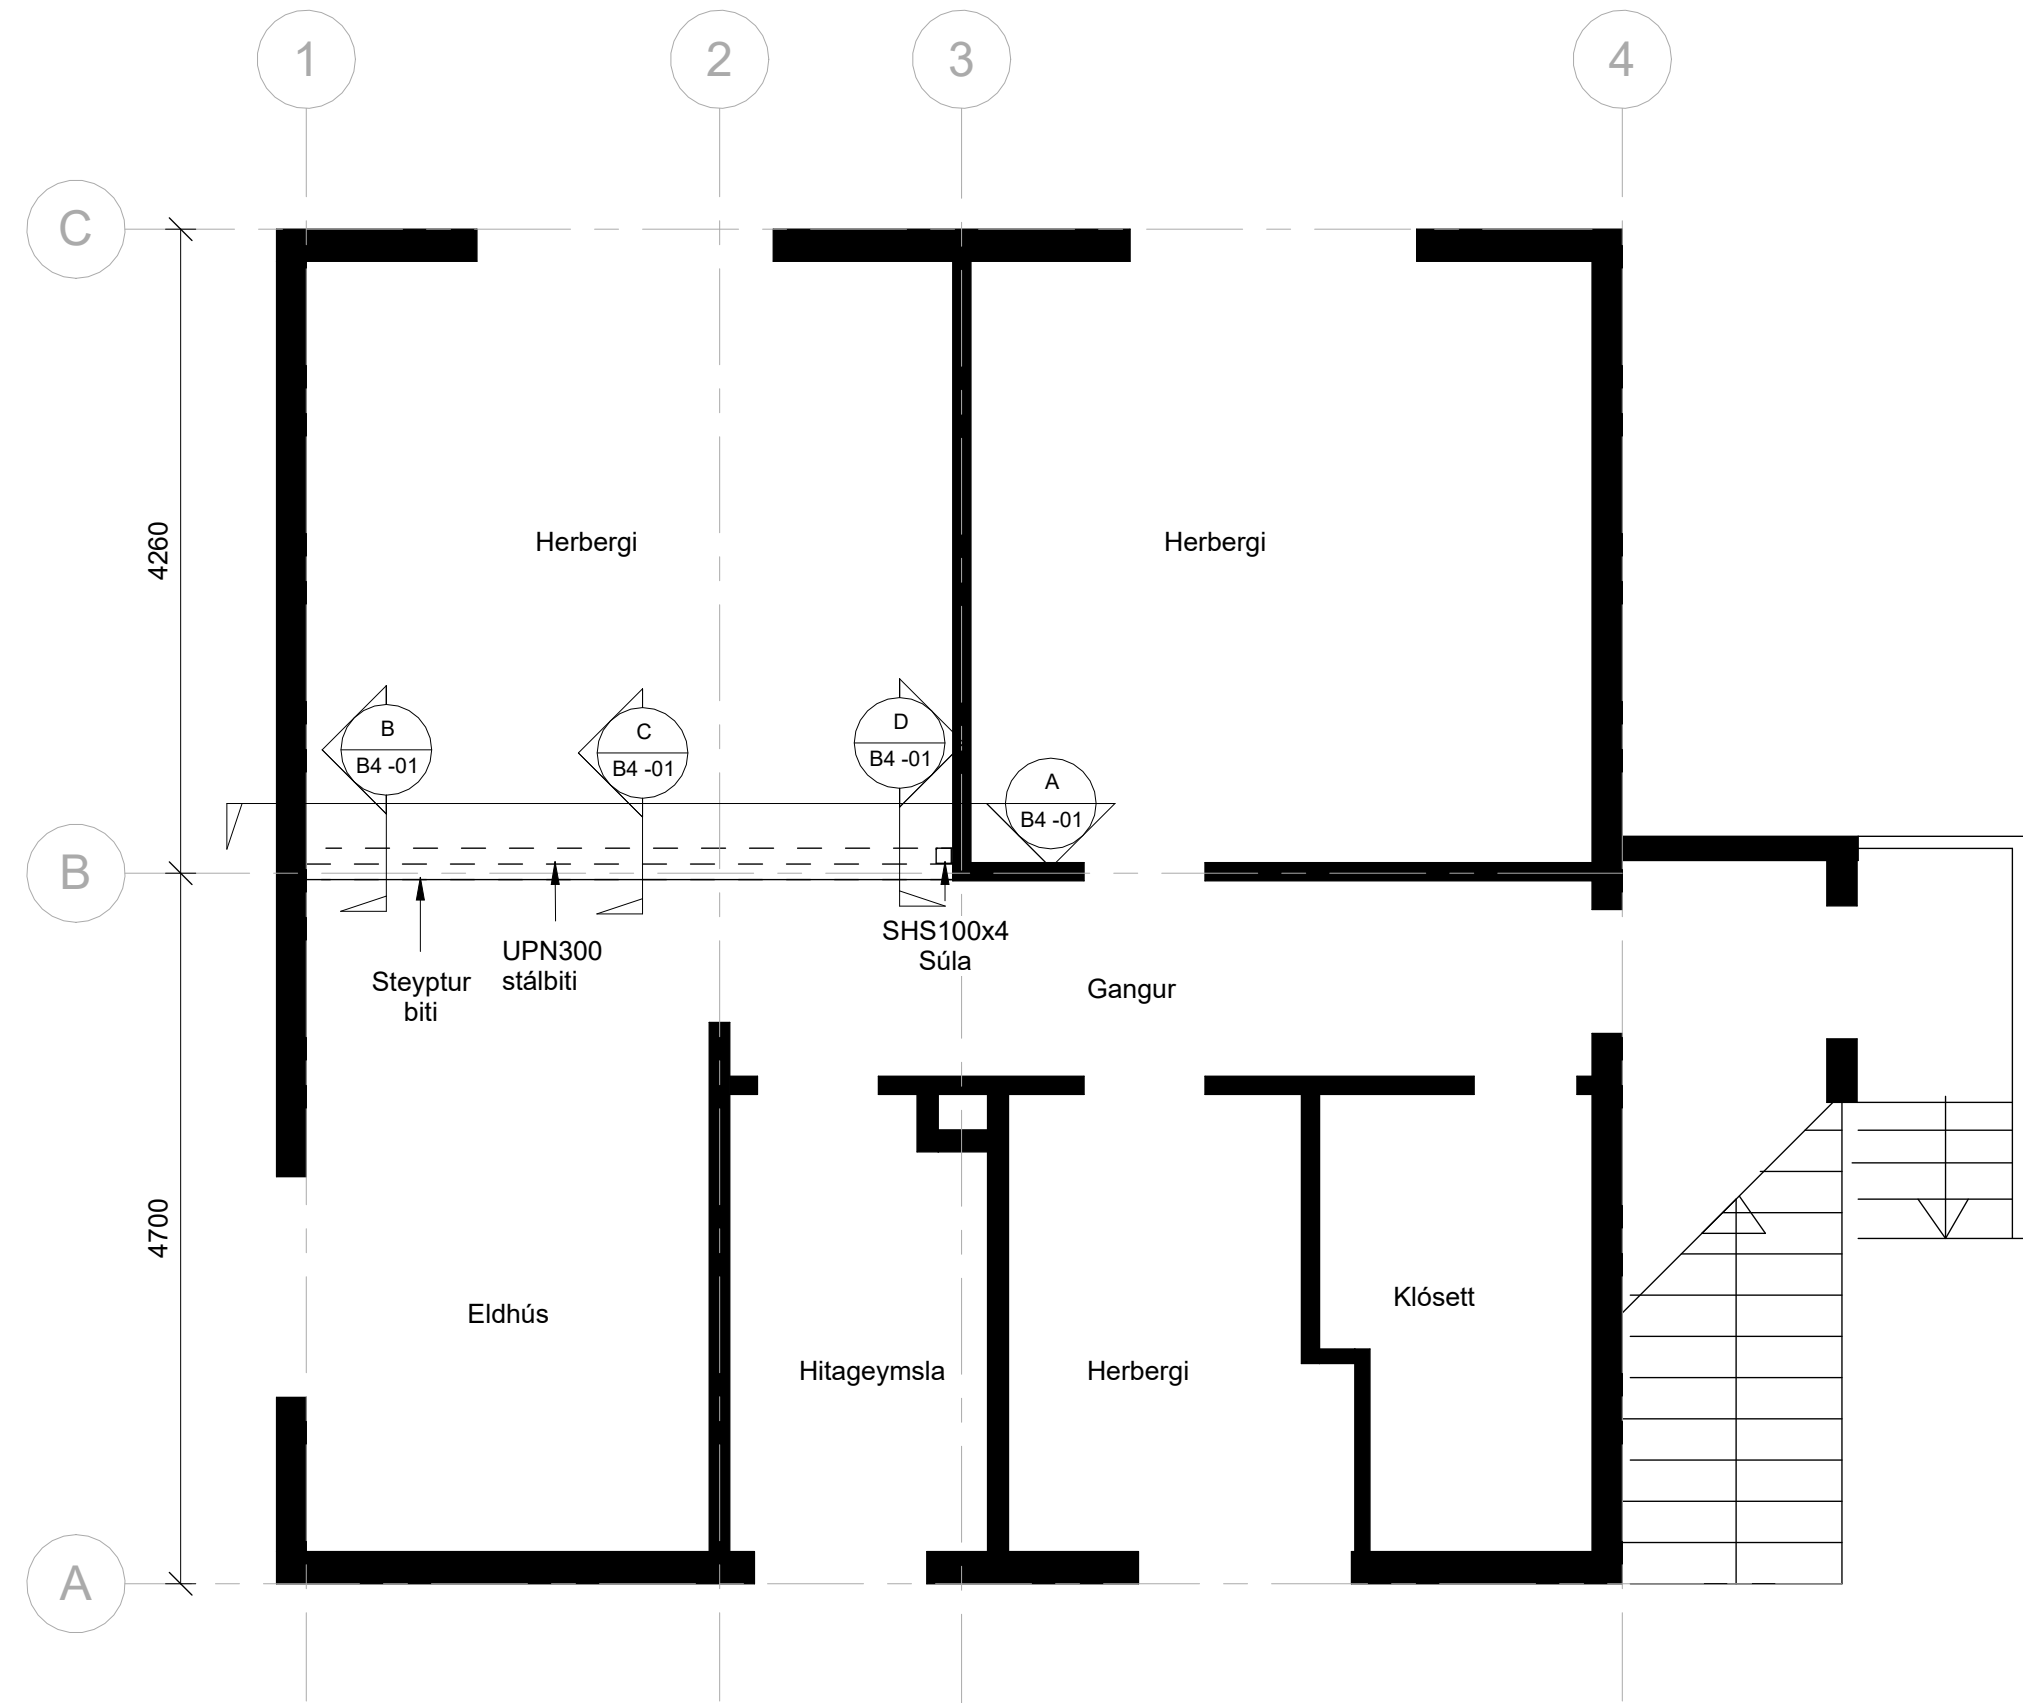 1
2
3
4
C
4260
Herbergi
Herbergi
B
B4 -01
C
B4 -01
D
B4 -01
A
B4 -01
B
SHS100x4
Súla
UPN300
stálbiti
Steyptur
biti
Gangur
4700
Eldhús
Klósett
Hitageymsla
Herbergi
A